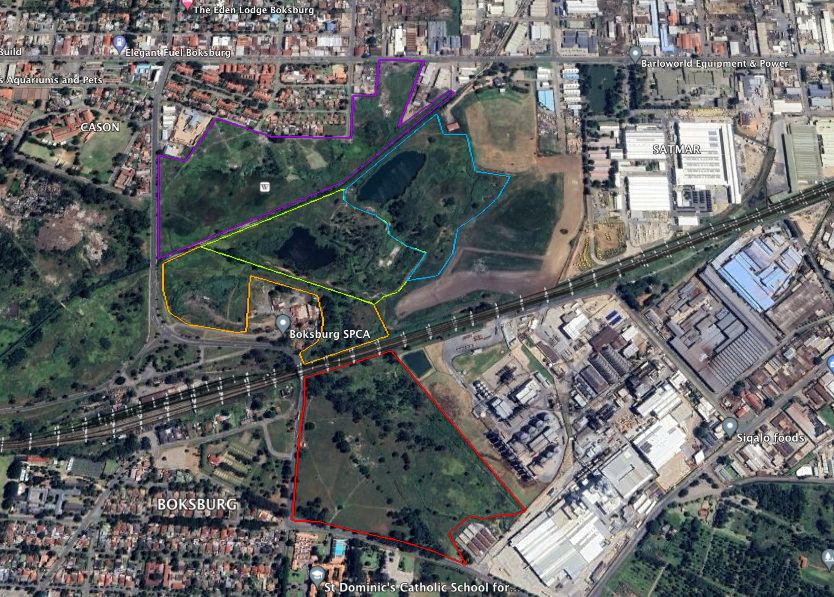 The Eden Lodge Boksburg
Build
Elegant Fuel Boksburg
Barloworld Equipment & Power
s Aquariums and Pets
CASON
SATMAR
W
Boksburg SPCA
Siqalo foods
BOKSBURG
St Dominic's Catholic School for...